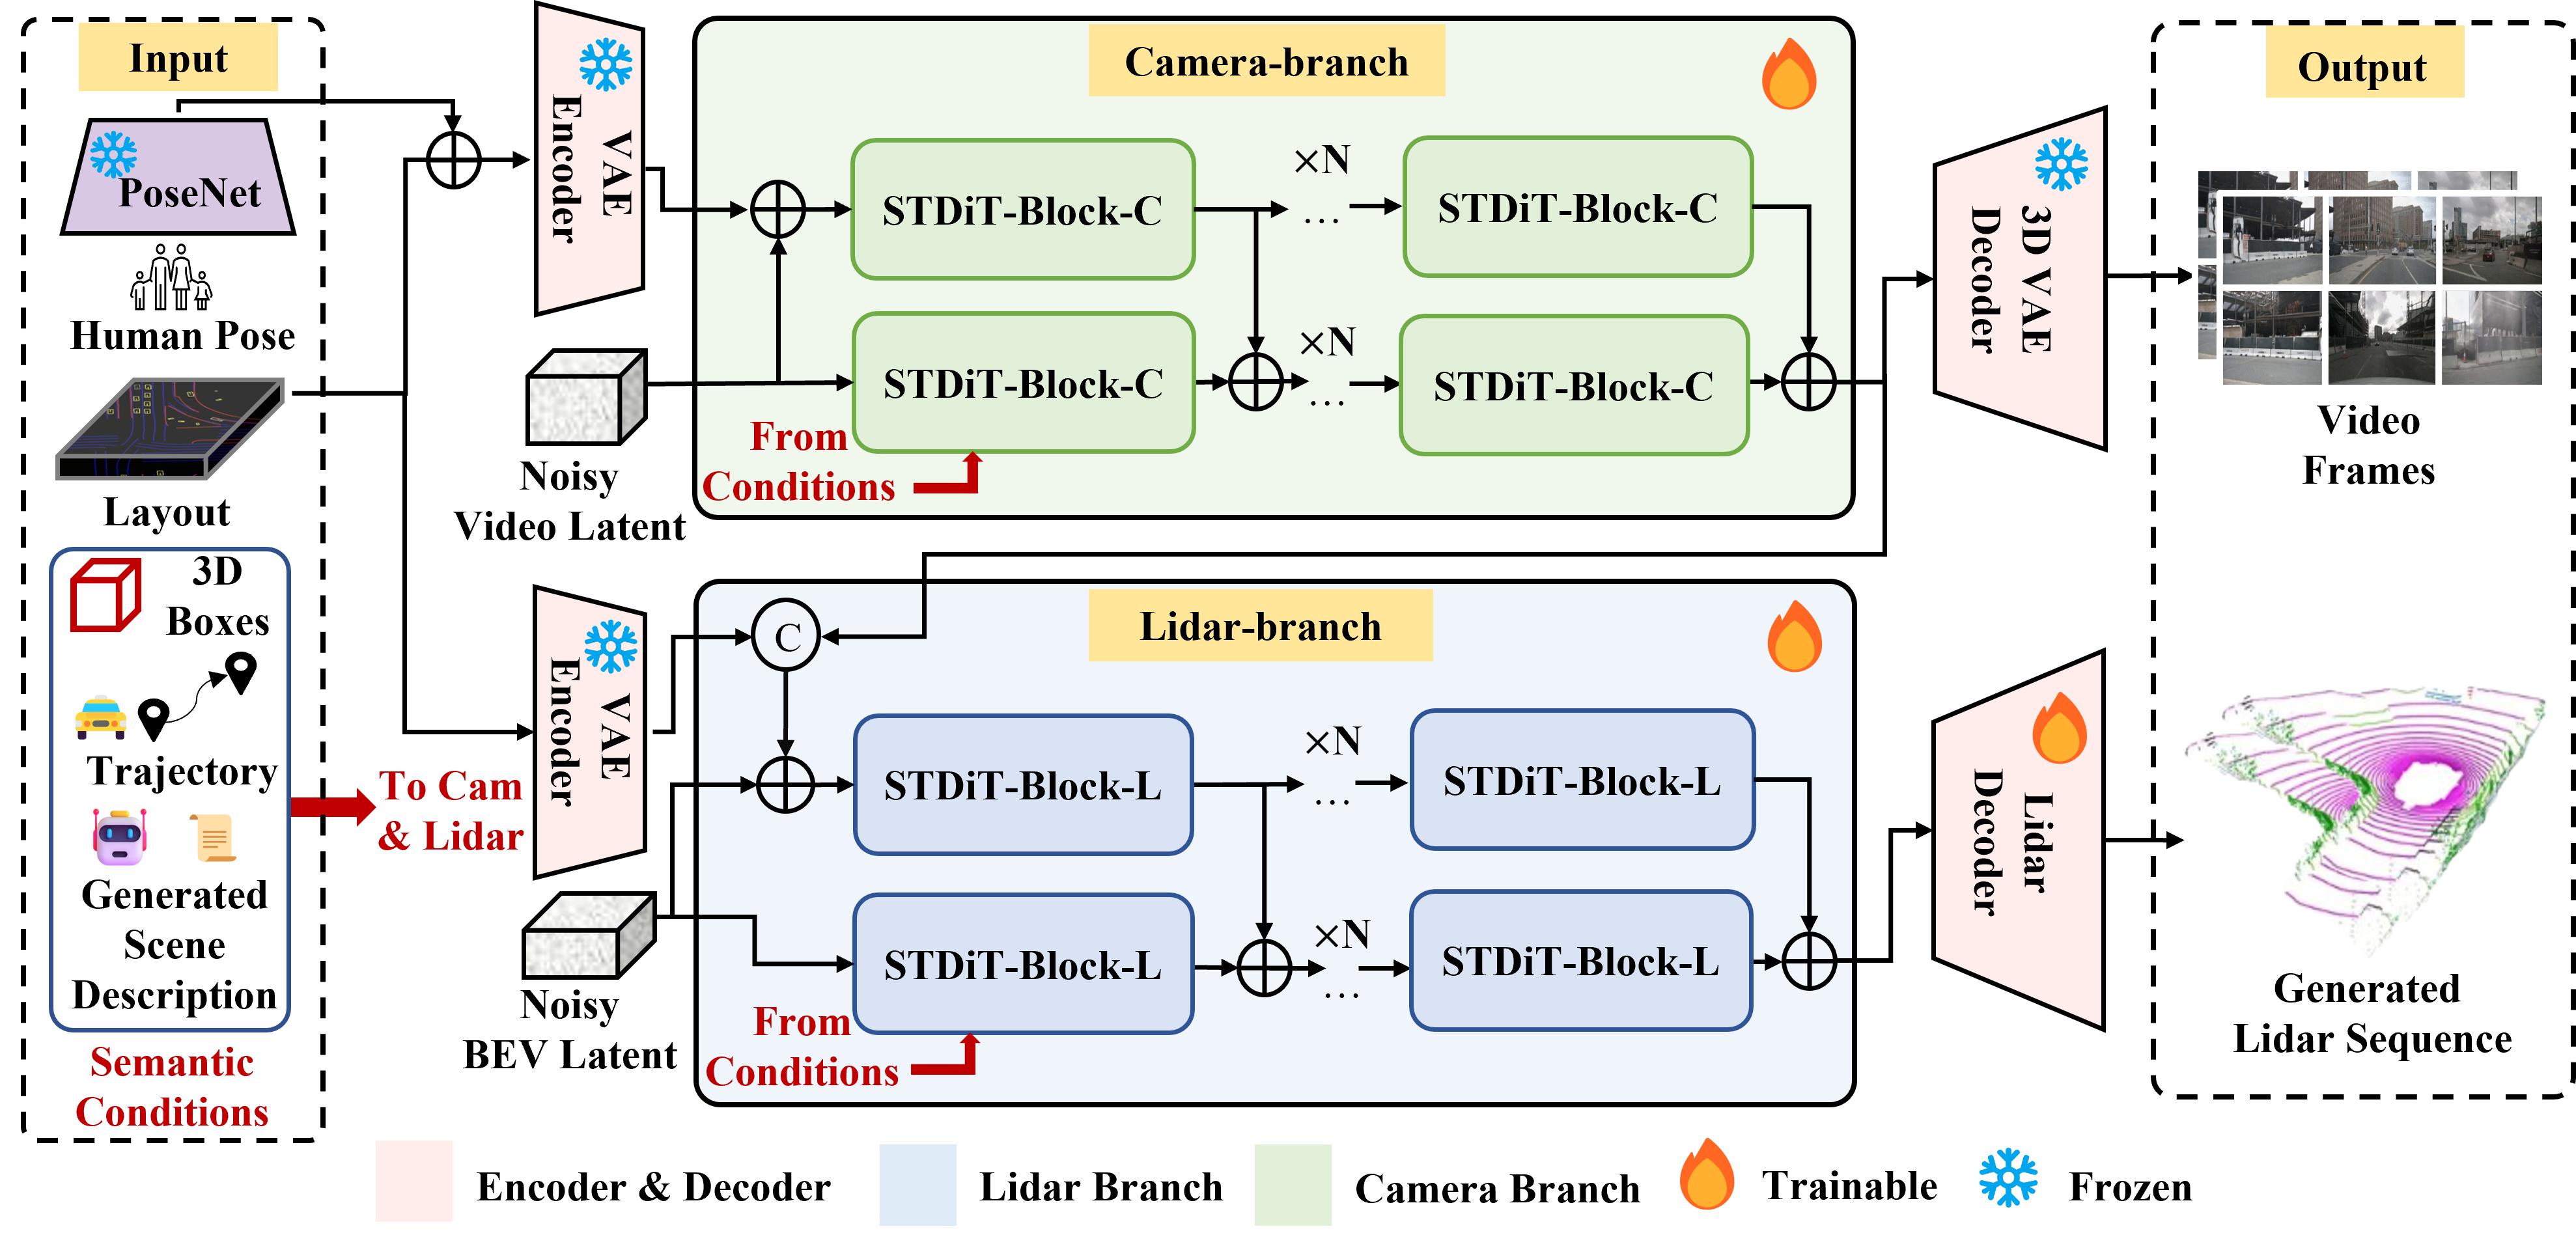 Input
PoseNet
Human Pose
Layout
3D
Boxes
Trajectory
Generated
Scene
Description
Semantic
Conditions
To Cam
& Lidar
VAE
Encoder
Noisy
Video Latent
Camera-branch
STDiT-Block-C
×N
...
STDiT-Block-C
STDiT-Block-C
×N
...
STDiT-Block-C
From
Conditions
VAE
Encoder
Noisy
BEV Latent
Lidar-branch
C
STDiT-Block-L
×N
...
STDiT-Block-L
STDiT-Block-L
×N
...
STDiT-Block-L
From
Conditions
3D VAE
Decoder
Lidar
Decoder
Output
Video
Frames
Generated
Lidar Sequence
Encoder & Decoder
Lidar Branch
Camera Branch
Trainable
Frozen